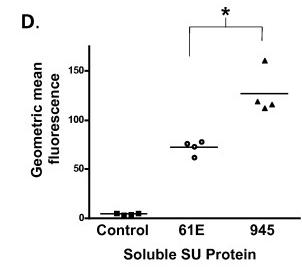 D.
*
Geometric mean
fluorescence
150
100
50
0
Control 61E 945
Soluble SU Protein